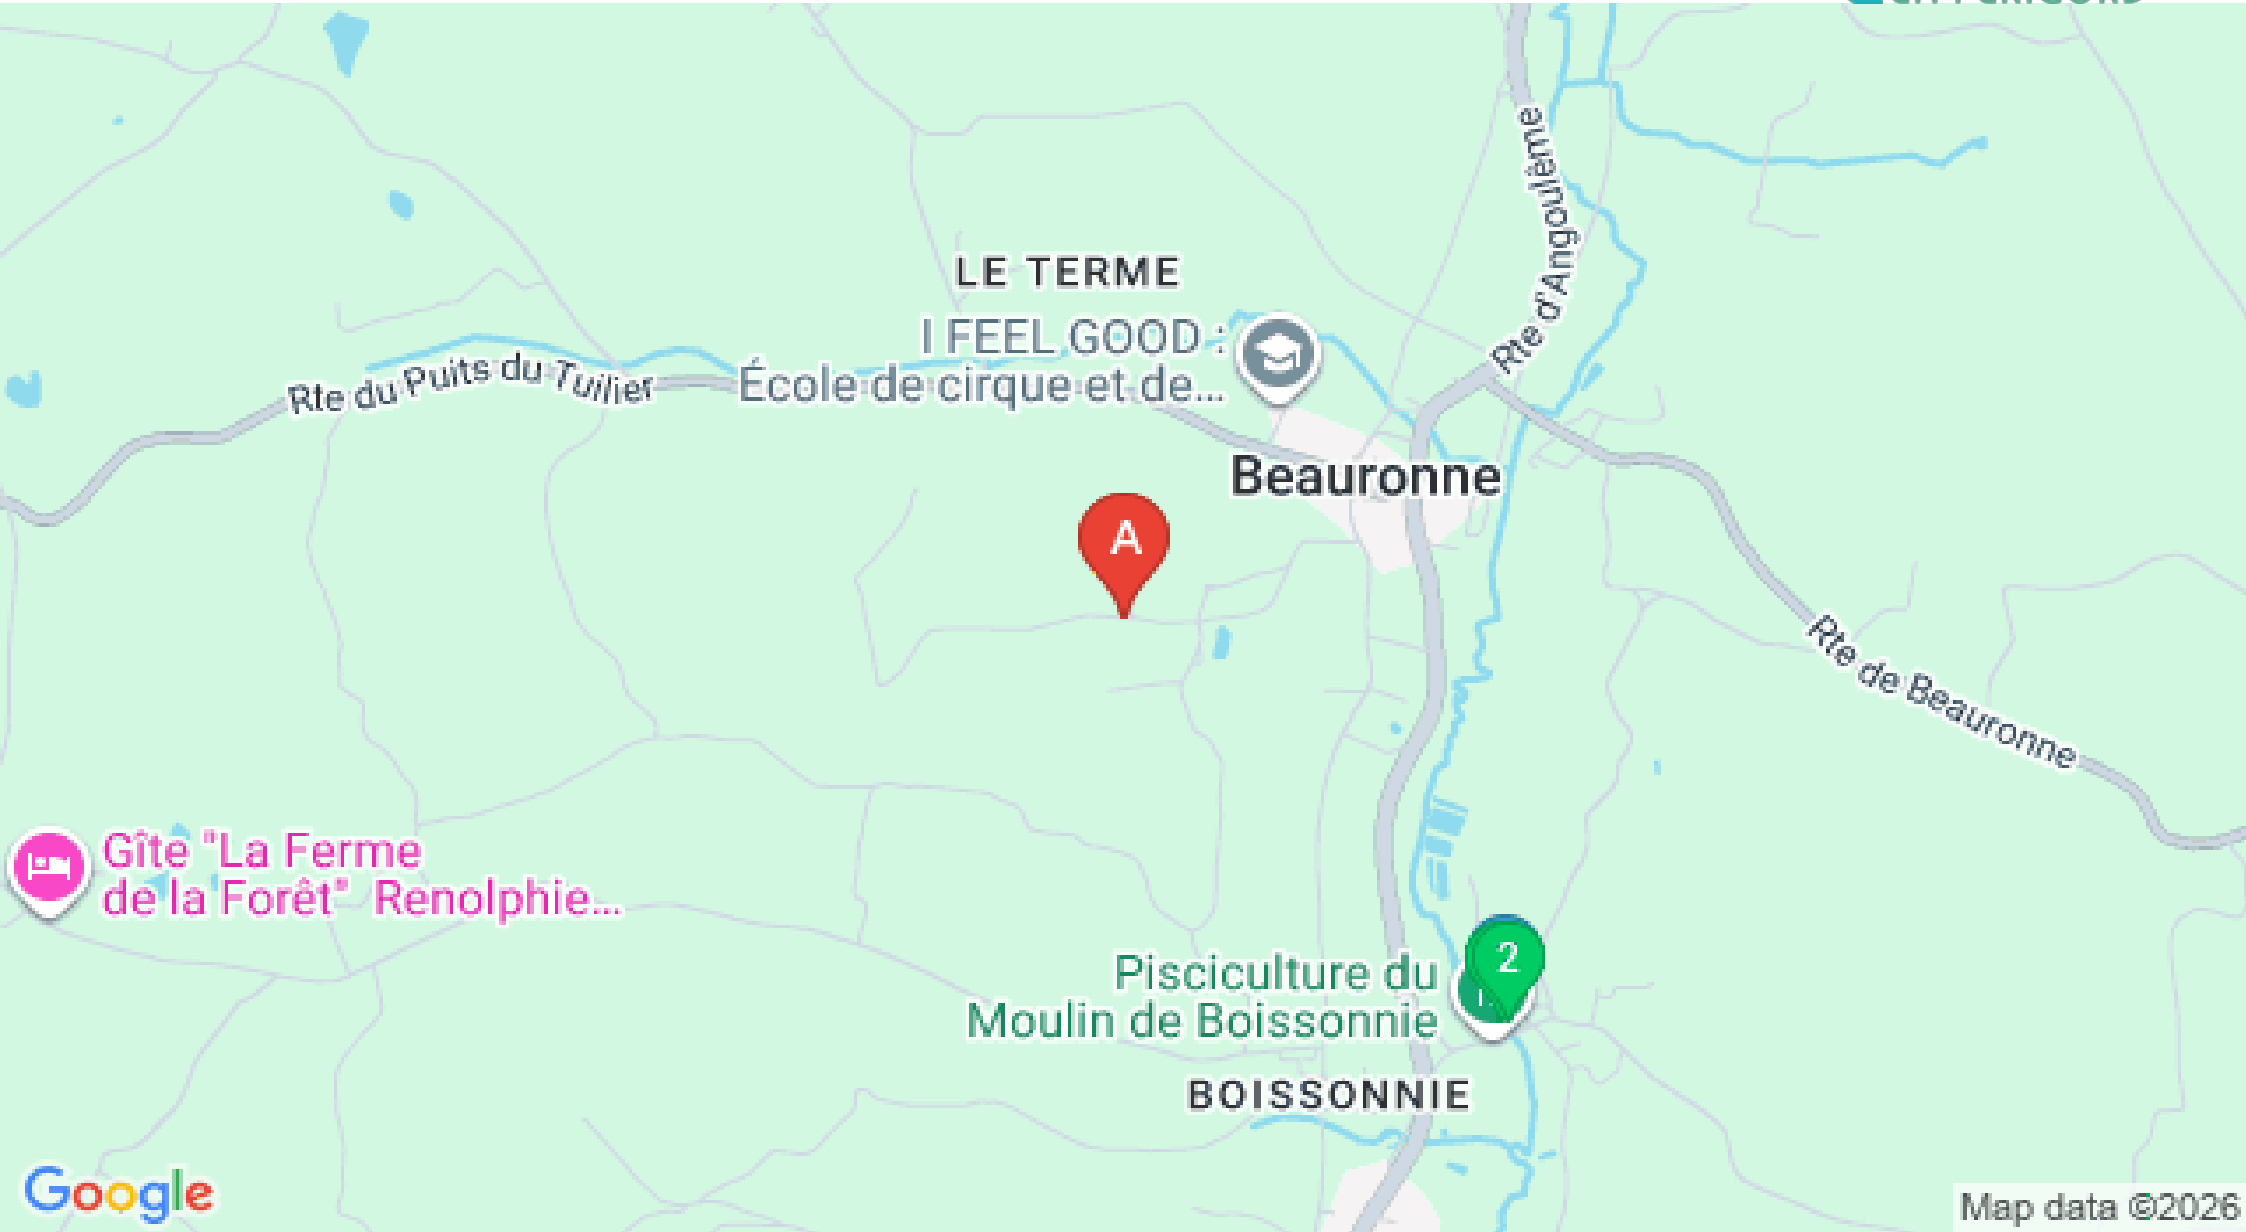 Rte d'Angoulême
LE TERME
I FEEL GOOD :
École de cirque et de...
Rte du Puits du Tuilier
Beauronne
A
Rte de Beauronne
Gîte "La Ferme
de la Forêt" Renolphie...
2
Pisciculture du
Moulin de Boissonnie
BOISSONNIE
Google
Map data ©2026